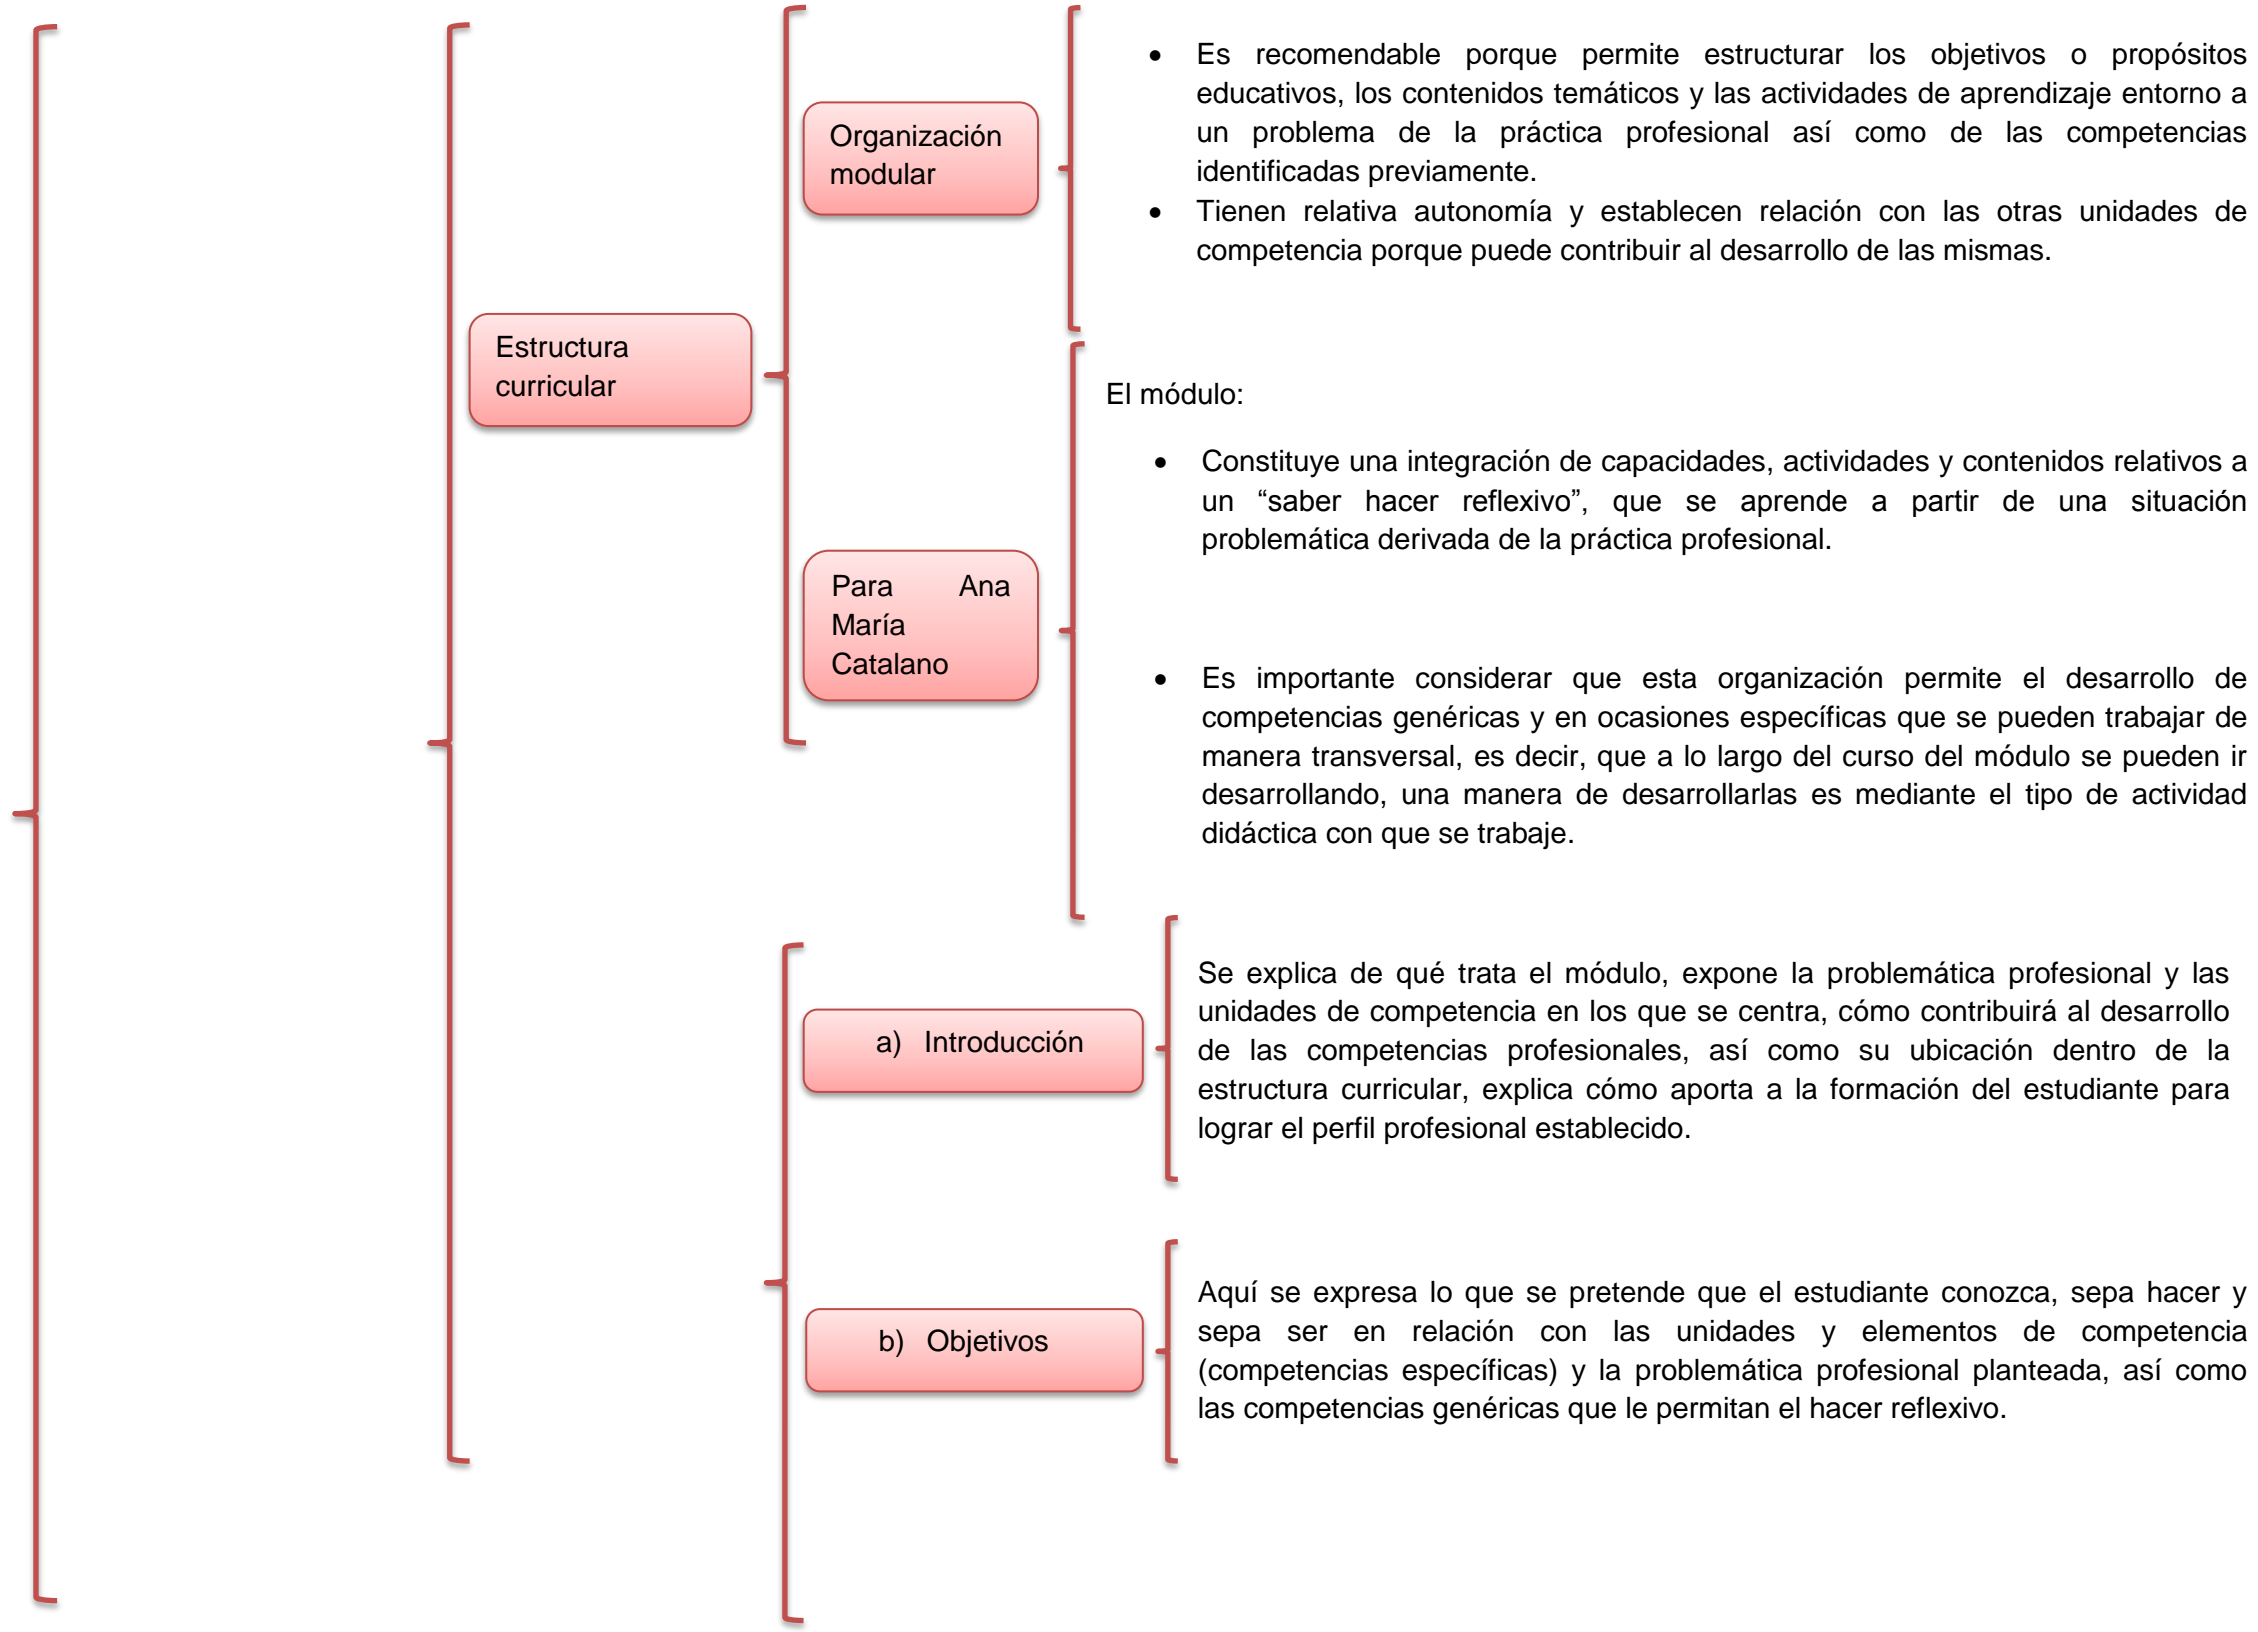 Estructura
curricular
Organización
modular
• Es recomendable porque permite estructurar los objetivos o propósitos
educativos, los contenidos temáticos y las actividades de aprendizaje entorno a
un problema de la práctica profesional así como de las competencias
identificadas previamente.
• Tienen relativa autonomía y establecen relación con las otras unidades de
competencia porque puede contribuir al desarrollo de las mismas.
Para Ana
María
Catalano
El módulo:
• Constituye una integración de capacidades, actividades y contenidos relativos a
un “saber hacer reflexivo”, que se aprende a partir de una situación
problemática derivada de la práctica profesional.
• Es importante considerar que esta organización permite el desarrollo de
competencias genéricas y en ocasiones específicas que se pueden trabajar de
manera transversal, es decir, que a lo largo del curso del módulo se pueden ir
desarrollando, una manera de desarrollarlas es mediante el tipo de actividad
didáctica con que se trabaje.
a) Introducción
Se explica de qué trata el módulo, expone la problemática profesional y las
unidades de competencia en los que se centra, cómo contribuirá al desarrollo
de las competencias profesionales, así como su ubicación dentro de la
estructura curricular, explica cómo aporta a la formación del estudiante para
lograr el perfil profesional establecido.
b) Objetivos
Aquí se expresa lo que se pretende que el estudiante conozca, sepa hacer y
sepa ser en relación con las unidades y elementos de competencia
(competencias específicas) y la problemática profesional planteada, así como
las competencias genéricas que le permitan el hacer reflexivo.